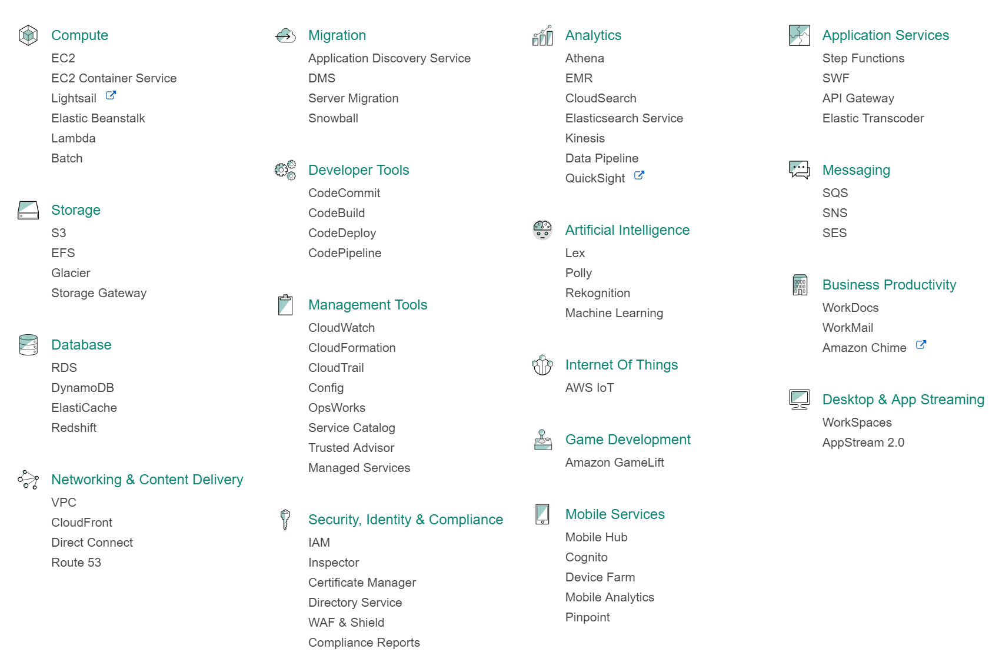 Compute
EC2
EC2 Container Service
Lightsail
Elastic Beanstalk
Lambda
Batch
Storage
S3
EFS
Glacier
Storage Gateway
Database
RDS
DynamoDB
ElastiCache
Redshift
Networking & Content Delivery
VPC
CloudFront
Direct Connect
Route 53
Migration
Application Discovery Service
DMS
Server Migration
Snowball
Developer Tools
CodeCommit
CodeBuild
CodeDeploy
CodePipeline
Management Tools
CloudWatch
CloudFormation
CloudTrail
Config
OpsWorks
Service Catalog
Trusted Advisor
Managed Services
Security, Identity & Compliance
IAM
Inspector
Certificate Manager
Directory Service
WAF & Shield
Compliance Reports
Analytics
Athena
EMR
CloudSearch
Elasticsearch Service
Kinesis
Data Pipeline
QuickSight
Artificial Intelligence
Lex
Polly
Rekognition
Machine Learning
Internet Of Things
AWS IoT
Game Development
Amazon GameLift
Mobile Services
Mobile Hub
Cognito
Device Farm
Mobile Analytics
Pinpoint
Application Services
Step Functions
SWF
API Gateway
Elastic Transcoder
Messaging
SQS
SNS
SES
Business Productivity
WorkDocs
WorkMail
Amazon Chime
Desktop & App Streaming
WorkSpaces
AppStream 2.0